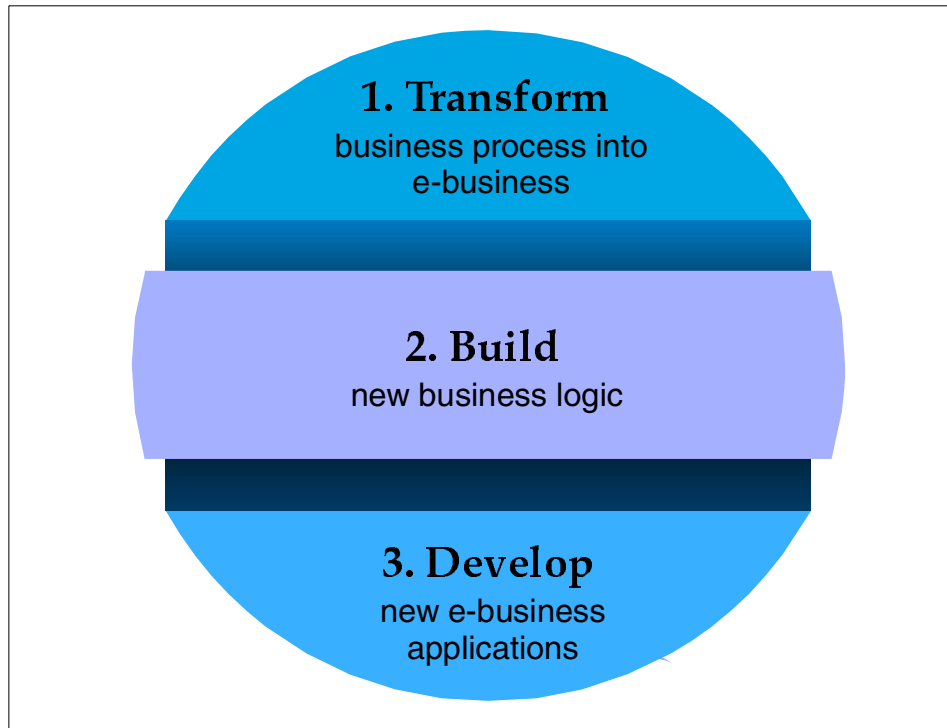 1. Transform
business process into
e-business
2. Build
new business logic
3. Develop
new e-business
applications